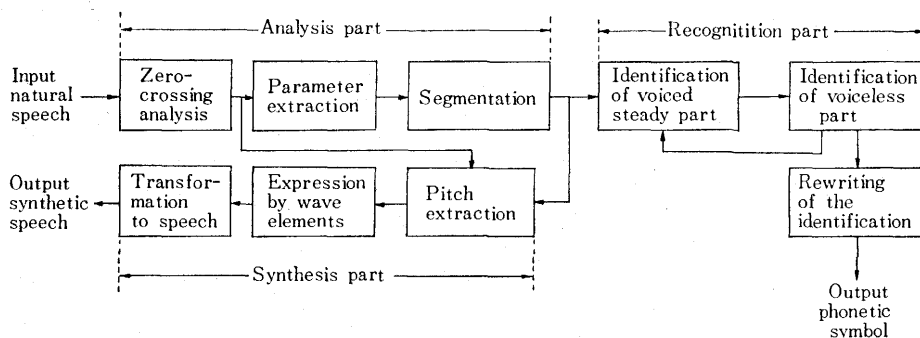 Analysis part
Recognitition part
Input
natural
speech
Zero-
crossing
analysis
Parameter
extraction
Segmentation
Identification
of voiced
steady part
Identification
of voiceless
part
Output
synthetic
speech
Transfor-
mation
to speech
Expression
by wave
elements
Pitch
extraction
Rewriting
of the
identification
Synthesis part
Output
phonetic
symbol